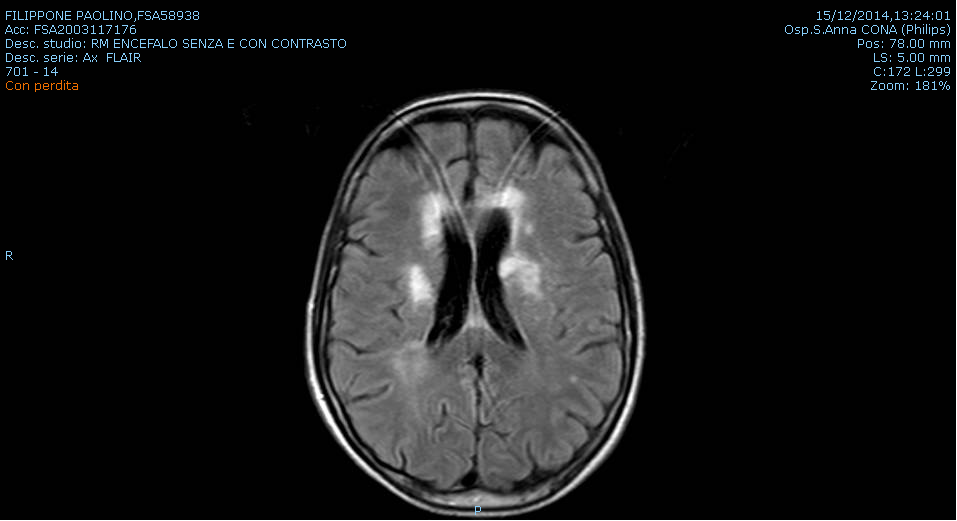 FILIPPONE PAOLINO,FSA58938
Acc: FSA2003117176
Desc. studio: RM ENCEFALO SENZA E CON CONTRASTO
Desc. serie: Ax FLAIR
701 - 14
Con perdita
15/12/2014,13:24:01
Osp.S.Anna CONA (Philips)
Pos: 78.00 mm
LS: 5.00 mm
C:172 L:299
Zoom: 181%
R
P